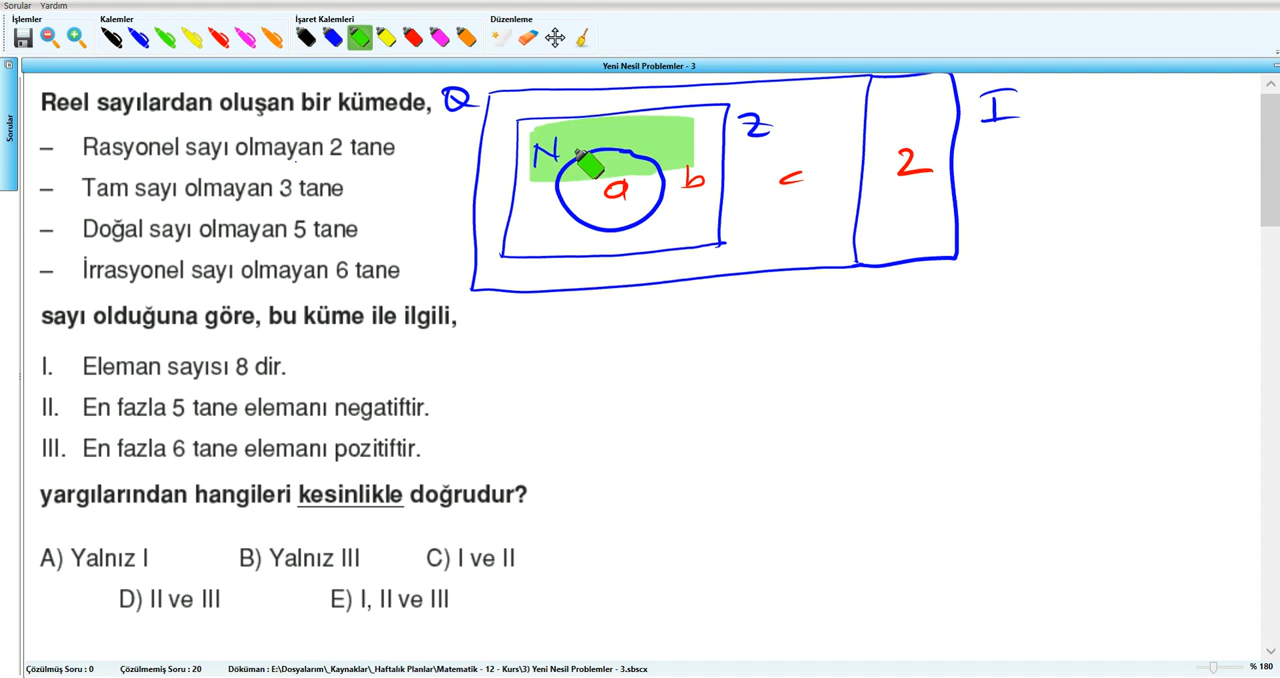 Sorular Yardım
İşlemler Kalemler İşaret Kalemleri Düzenleme
Yeni Nesil Problemler - 3
Sorular
Reel sayılardan oluşan bir kümede,
– Rasyonel sayı olmayan 2 tane
– Tam sayı olmayan 3 tane
– Doğal sayı olmayan 5 tane
– İrrasyonel sayı olmayan 6 tane
sayı olduğuna göre, bu küme ile ilgili,
I. Eleman sayısı 8 dir.
II. En fazla 5 tane elemanı negatiftir.
III. En fazla 6 tane elemanı pozitiftir.
yargılarından hangileri kesinlikle doğrudur?
A) Yalnız I B) Yalnız III C) I ve II
D) II ve III E) I, II ve III
Q
N
Z
I
a b c 2
Çözülmüş Soru : 0 Çözülmemiş Soru : 20 Döküman : E:\Dosyalarım\_Kaynaklar\_Haftalık Planlar\Matematik - 12 - Kurs\3) Yeni Nesil Problemler - 3.sbscx % 180